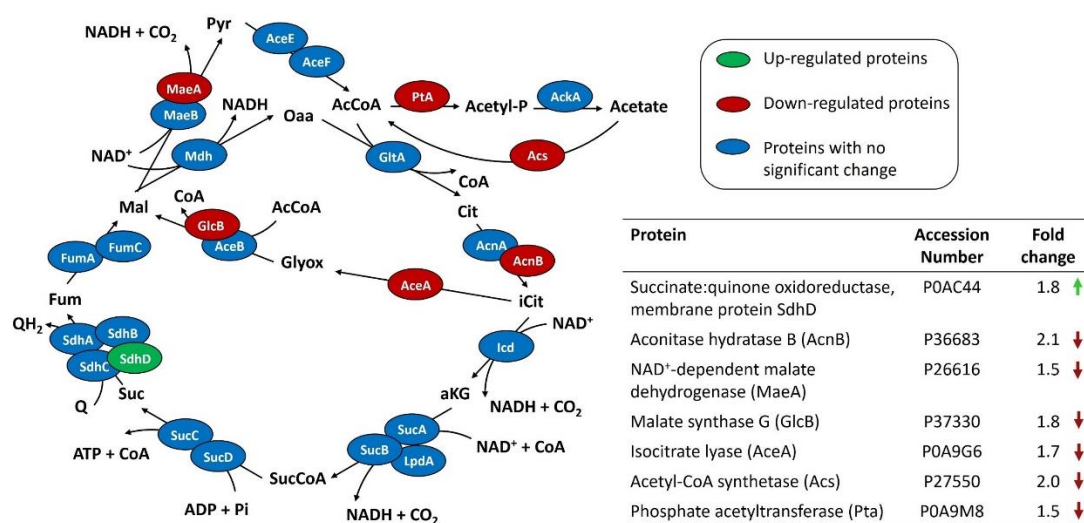 NADH + CO₂
Pyr
AceE
AceF
MaeA
MaeB
NADH
NAD⁺
Mdh
Oaa
AcCoA
PtA
Acetyl-P
AckA
Acetate
Acs
GltA
CoA
Cit
Mal
CoA
GlcB
AceB
AcCoA
Glyox
AceA
AcnA
AcnB
iCit
NAD⁺
Icd
aKG
NADH + CO₂
FumA
FumC
Fum
QH₂
SdhA
SdhB
SdhC
SdhD
Q
Suc
SucC
SucD
ATP + CoA
ADP + Pi
SucCoA
SucA
SucB
LpdA
NAD⁺ + CoA
NADH + CO₂
Up-regulated proteins
Down-regulated proteins
Proteins with no
significant change
Protein Accession Number Fold change
Succinate:quinone oxidoreductase, P0AC44 1.8
membrane protein SdhD
Aconitase hydratase B (AcnB) P36683 2.1
NAD⁺-dependent malate P26616 1.5
dehydrogenase (MaeA)
Malate synthase G (GlcB) P37330 1.8
Isocitrate lyase (AceA) P0A9G6 1.7
Acetyl-CoA synthetase (Acs) P27550 2.0
Phosphate acetyltransferase (Pta) P0A9M8 1.5